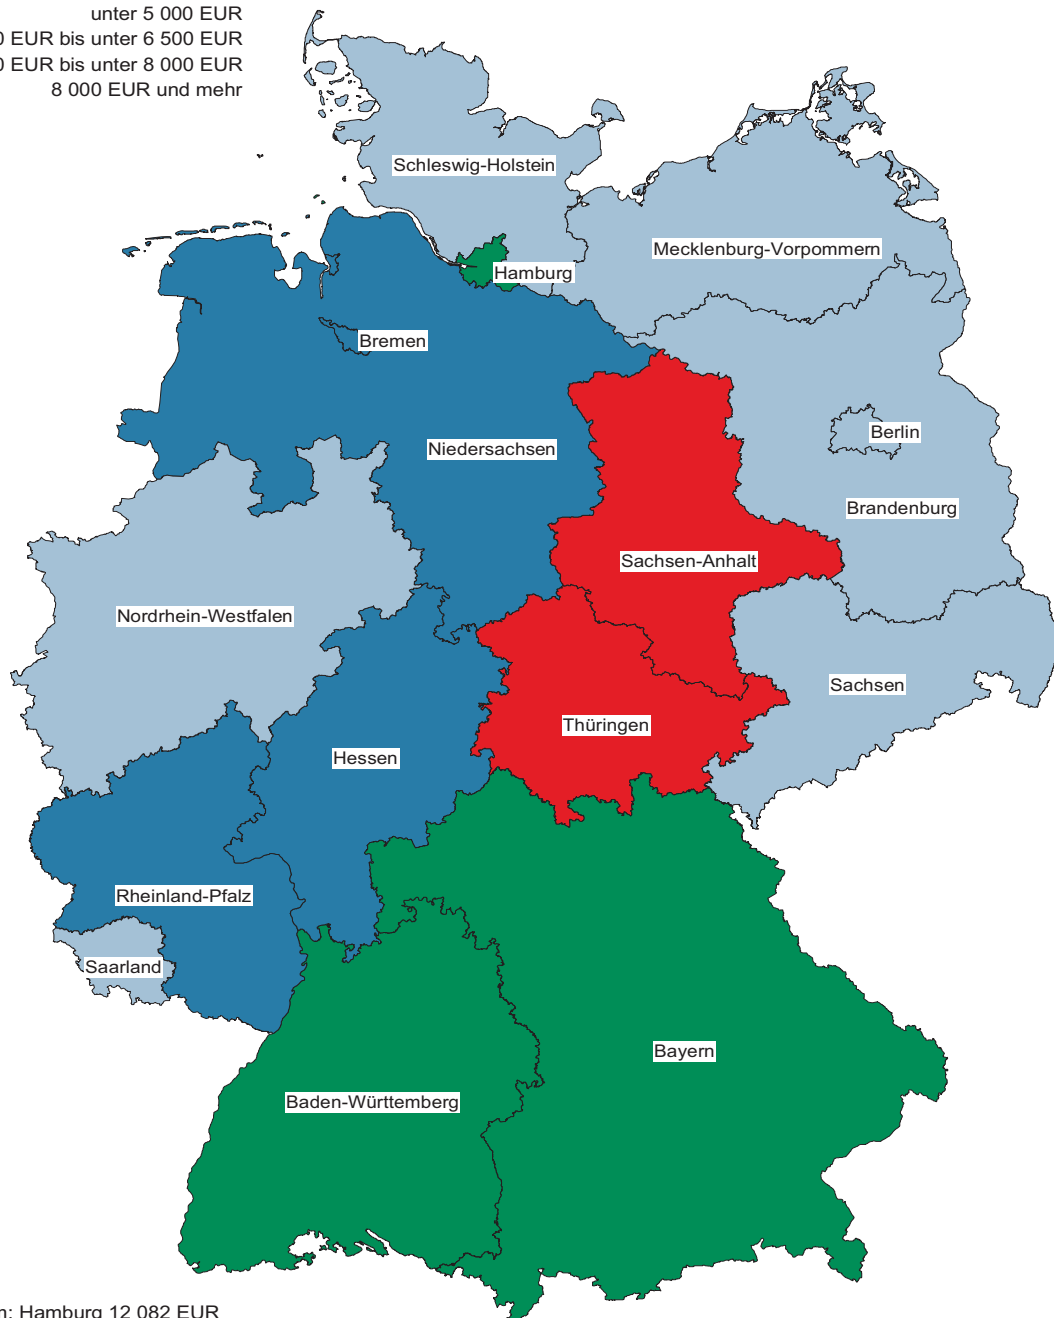 unter 5 000 EUR
0 EUR bis unter 6 500 EUR
0 EUR bis unter 8 000 EUR
8 000 EUR und mehr
Schleswig-Holstein
Mecklenburg-Vorpommern
Hamburg
Bremen
Berlin
Niedersachsen
Brandenburg
Sachsen-Anhalt
Nordrhein-Westfalen
Sachsen
Thüringen
Hessen
Rheinland-Pfalz
Saarland
Bayern
Baden-Württemberg
: Hamburg 12 082 EUR